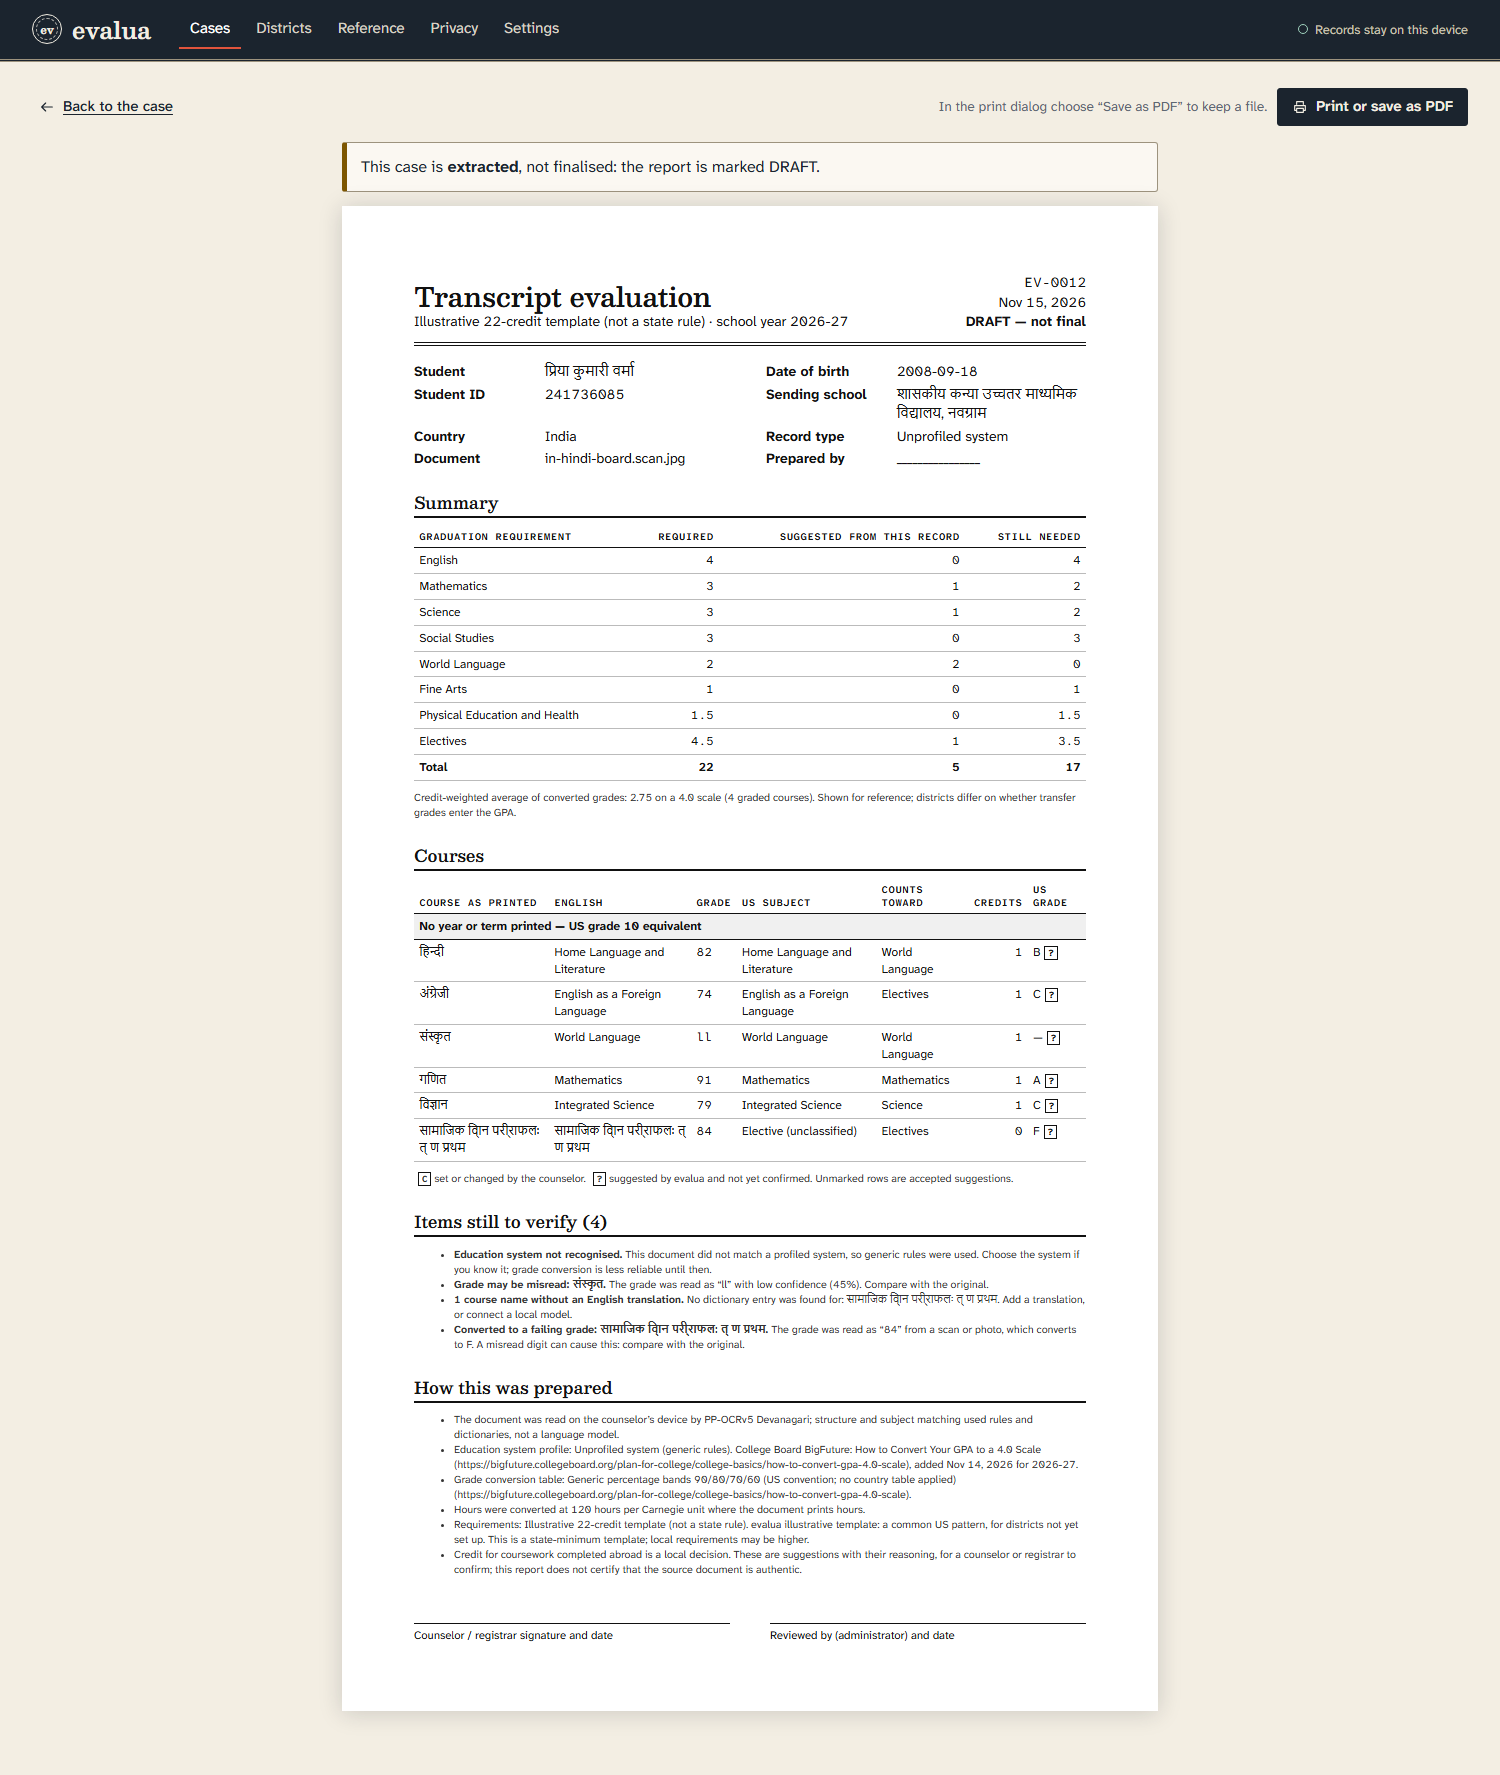 ev evalua Cases Districts Reference Privacy Settings Records stay on this device
← Back to the case In the print dialog choose “Save as PDF” to keep a file. Print or save as PDF
This case is extracted, not finalised: the report is marked DRAFT.
EV-0012
Transcript evaluation Nov 15, 2026
Illustrative 22-credit template (not a state rule) · school year 2026-27 DRAFT — not final
Student प्रिया कुमारी वर्मा Date of birth 2008-09-18
Student ID 241736085 Sending school शासकीय कन्या उच्चतर माध्यमिक
विद्यालय, नवग्राम
Country India Record type Unprofiled system
Document in-hindi-board.scan.jpg Prepared by ______________
Summary
GRADUATION REQUIREMENT REQUIRED SUGGESTED FROM THIS RECORD STILL NEEDED
English 4 0 4
Mathematics 3 1 2
Science 3 1 2
Social Studies 3 0 3
World Language 2 2 0
Fine Arts 1 0 1
Physical Education and Health 1.5 0 1.5
Electives 4.5 1 3.5
Total 22 5 17
Credit-weighted average of converted grades: 2.75 on a 4.0 scale (4 graded courses). Shown for reference; districts differ on whether transfer
grades enter the GPA.
Courses
COUNTS US
COURSE AS PRINTED ENGLISH GRADE US SUBJECT TOWARD CREDITS GRADE
No year or term printed — US grade 10 equivalent
हिन्दी Home Language and 82 Home Language and World 1 B ?
Literature Literature Language
अंग्रेजी English as a Foreign 74 English as a Foreign Electives 1 C ?
Language Language
संस्कृत World Language ll World Language World 1 — ?
Language
गणित Mathematics 91 Mathematics Mathematics 1 A ?
विज्ञान Integrated Science 79 Integrated Science Science 1 C ?
सामाजिक वि​ान 84 Elective (unclassified) Electives 0 F ?
ण प्रथम ण प्रथम
C set or changed by the counselor. ? suggested by evalua and not yet confirmed. Unmarked rows are accepted suggestions.
Items still to verify (4)
• Education system not recognised. This document did not match a profiled system, so generic rules were used. Choose the system if
you know it; grade conversion is less reliable until then.
• Grade may be misread: संस्कृत. The grade was read as “ll” with low confidence (45%). Compare with the original.
• 1 course name without an English translation. No dictionary entry was found for: सामाजिक ण प्रथम. Add a translation,
or connect a local model.
• Converted to a failing grade: सामाजिक ण प्रथम. The grade was read as “84” from a scan or photo, which converts
to F. A misread digit can cause this: compare with the original.
How this was prepared
• The document was read on the counselor’s device by PP-OCRv5 Devanagari; structure and subject matching used rules and
dictionaries, not a language model.
• Education system profile: Unprofiled system (generic rules). College Board BigFuture: How to Convert Your GPA to a 4.0 Scale
(https://bigfuture.collegeboard.org/plan-for-college/college-basics/how-to-convert-gpa-4.0-scale), added Nov 14, 2026 for 2026-27.
• Grade conversion table: Generic percentage bands 90/80/70/60 (US convention; no country table applied)
(https://bigfuture.collegeboard.org/plan-for-college/college-basics/how-to-convert-gpa-4.0-scale).
• Hours were converted at 120 hours per Carnegie unit where the document prints hours.
• Requirements: Illustrative 22-credit template (not a state rule). evalua illustrative template: a common US pattern, for districts not yet
set up. This is a state-minimum template; local requirements may be higher.
• Credit for coursework completed abroad is a local decision. These are suggestions with their reasoning, for a counselor or registrar to
confirm; this report does not certify that the source document is authentic.
Counselor / registrar signature and date Reviewed by (administrator) and date